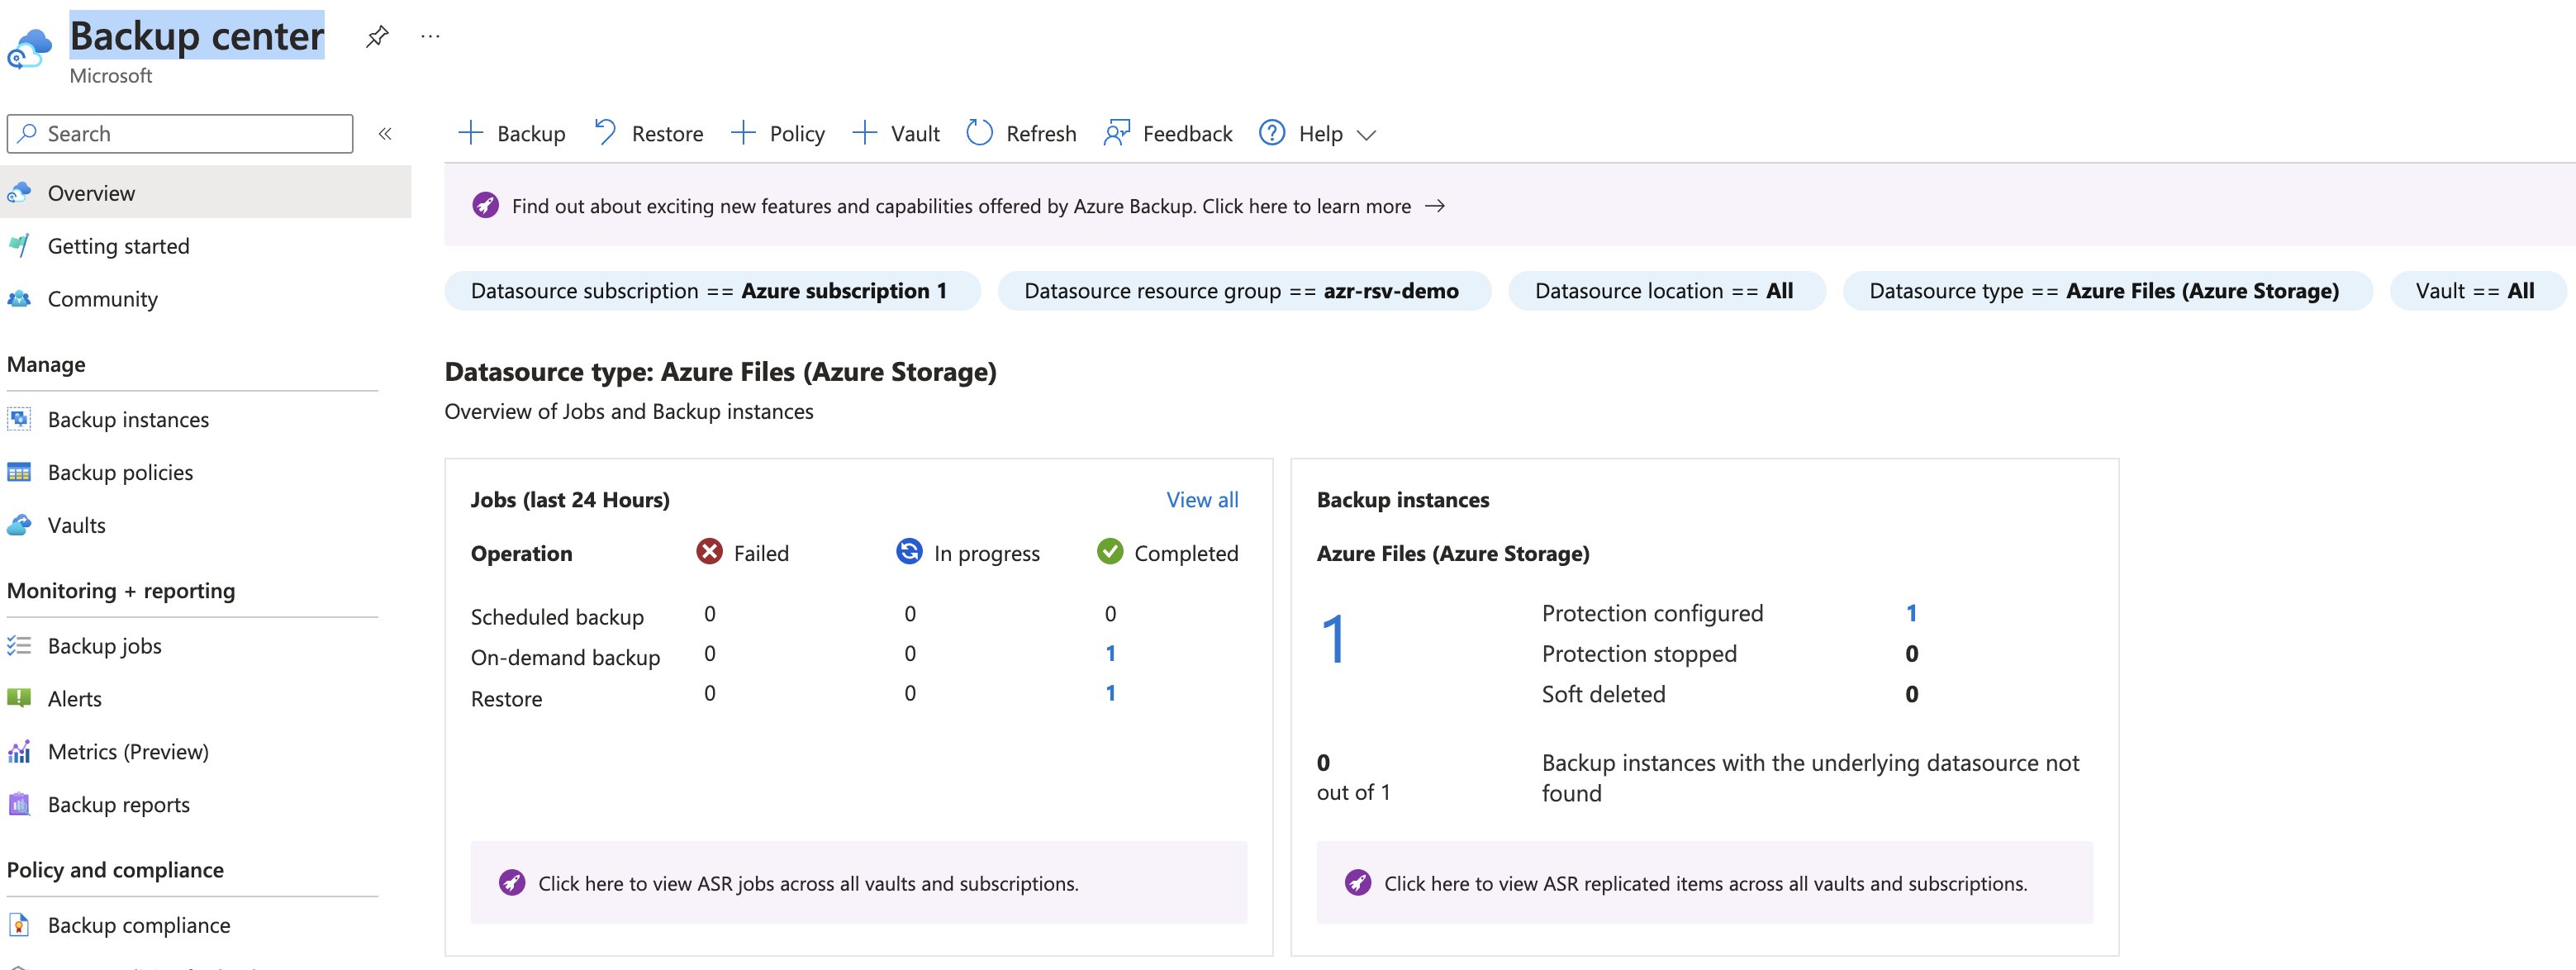 Backup center
...
Microsoft
Search
«
Backup
Restore
Policy
Vault
Refresh
Feedback
Help
Overview
Getting started
Community
Manage
Backup instances
Backup policies
Vaults
Monitoring + reporting
Backup jobs
Alerts
Metrics (Preview)
Backup reports
Policy and compliance
Backup compliance
Find out about exciting new features and capabilities offered by Azure Backup. Click here to learn more →
Datasource subscription == Azure subscription 1
Datasource resource group == azr-rsv-demo
Datasource location == All
Datasource type == Azure Files (Azure Storage)
Vault == All
Datasource type: Azure Files (Azure Storage)
Overview of Jobs and Backup instances
Jobs (last 24 Hours) View all
Operation Failed In progress Completed
Scheduled backup 0 0 0
On-demand backup 0 0 1
Restore 0 0 1
Click here to view ASR jobs across all vaults and subscriptions.
Backup instances
Azure Files (Azure Storage)
1
Protection configured 1
Protection stopped 0
Soft deleted 0
0
out of 1
Backup instances with the underlying datasource not
found
Click here to view ASR replicated items across all vaults and subscriptions.